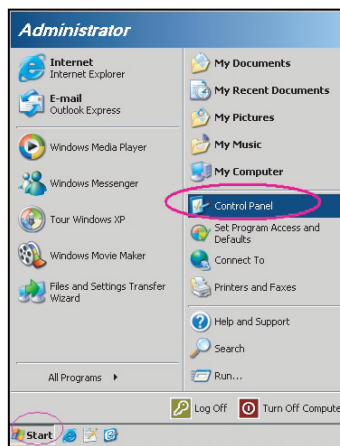 Administrator
Internet
Internet Explorer
E-mail
Outlook Express
Windows Media Player
Windows Messenger
Tour Windows XP
Windows Movie Maker
Files and Settings Transfer
Wizard
All Programs
My Documents
My Recent Documents
My Pictures
My Music
My Computer
Control Panel
Set Program Access and
Defaults
Connect To
Printers and Faxes
Help and Support
Search
Run...
Log Off
Turn Off Compute
Start